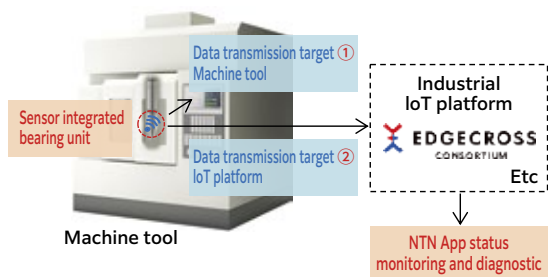 Data transmission target ①
Machine tool
Sensor integrated
bearing unit
Data transmission target ②
IoT platform
Machine tool
Industrial
IoT platform
EDGECROSS
CONSORTIUM
Etc
NTN App status
monitoring and diagnostic